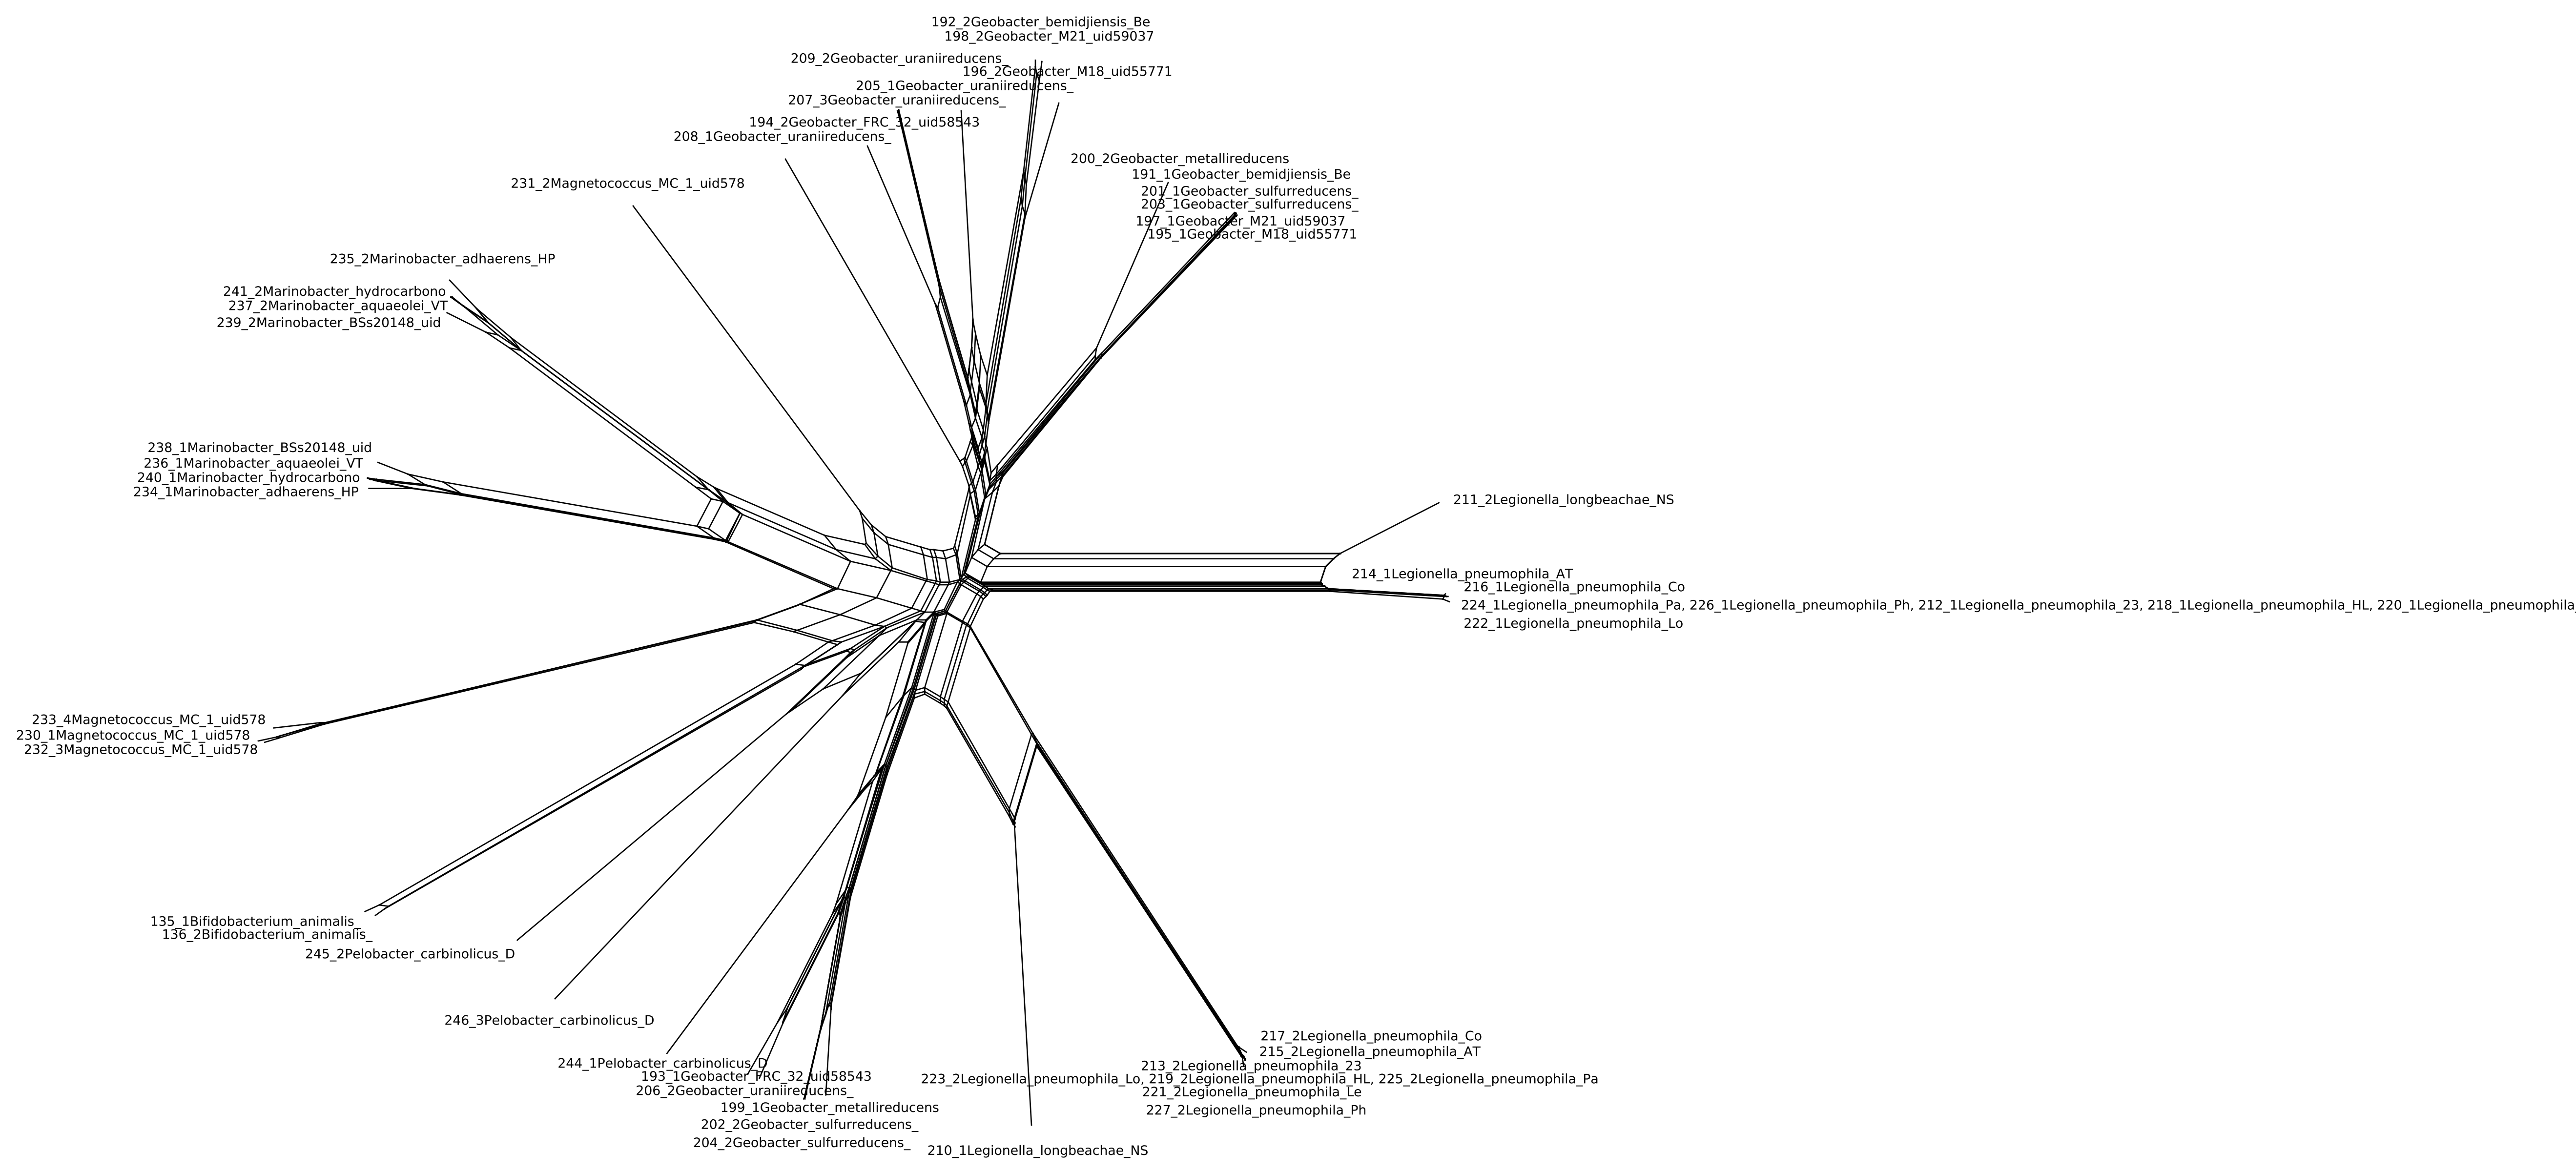 192_2Geobacter_bemidjiensis_Be
198_2Geobacter_M21_uid59037
209_2Geobacter_uraniireducens_
196_2Geobacter_M18_uid55771
205_1Geobacter_uraniireducens_
207_3Geobacter_uraniireducens_
194_2Geobacter_FRC_32_uid58543
208_1Geobacter_uraniireducens_
200_2Geobacter_metallireducens
191_1Geobacter_bemidjiensis_Be
231_2Magnetococcus_MC_1_uid578
201_1Geobacter_sulfurreducens_
203_1Geobacter_sulfurreducens_
197_1Geobacter_M21_uid59037
195_1Geobacter_M18_uid55771
235_2Marinobacter_adhaerens_HP
241_2Marinobacter_hydrocarbono
237_2Marinobacter_aquaeolei_VT
239_2Marinobacter_BSs20148_uid
238_1Marinobacter_BSs20148_uid
236_1Marinobacter_aquaeolei_VT
240_1Marinobacter_hydrocarbono
234_1Marinobacter_adhaerens_HP
211_2Legionella_longbeachae_NS
214_1Legionella_pneumophila_AT
216_1Legionella_pneumophila_Co
224_1Legionella_pneumophila_Pa, 226_1Legionella_pneumophila_Ph, 212_1Legionella_pneumophila_23, 218_1Legionella_pneumophila_HL, 220_1Legionella_pneumophila_
222_1Legionella_pneumophila_Lo
233_4Magnetococcus_MC_1_uid578
230_1Magnetococcus_MC_1_uid578
232_3Magnetococcus_MC_1_uid578
135_1Bifidobacterium_animalis_
136_2Bifidobacterium_animalis_
245_2Pelobacter_carbinolicus_D
246_3Pelobacter_carbinolicus_D
217_2Legionella_pneumophila_Co
215_2Legionella_pneumophila_AT
244_1Pelobacter_carbinolicus_D
213_2Legionella_pneumophila_23
193_1Geobacter_FRC_32_uid58543
223_2Legionella_pneumophila_Lo, 219_2Legionella_pneumophila_HL, 225_2Legionella_pneumophila_Pa
206_2Geobacter_uraniireducens_
221_2Legionella_pneumophila_Le
199_1Geobacter_metallireducens
227_2Legionella_pneumophila_Ph
202_2Geobacter_sulfurreducens_
204_2Geobacter_sulfurreducens_
210_1Legionella_longbeachae_NS